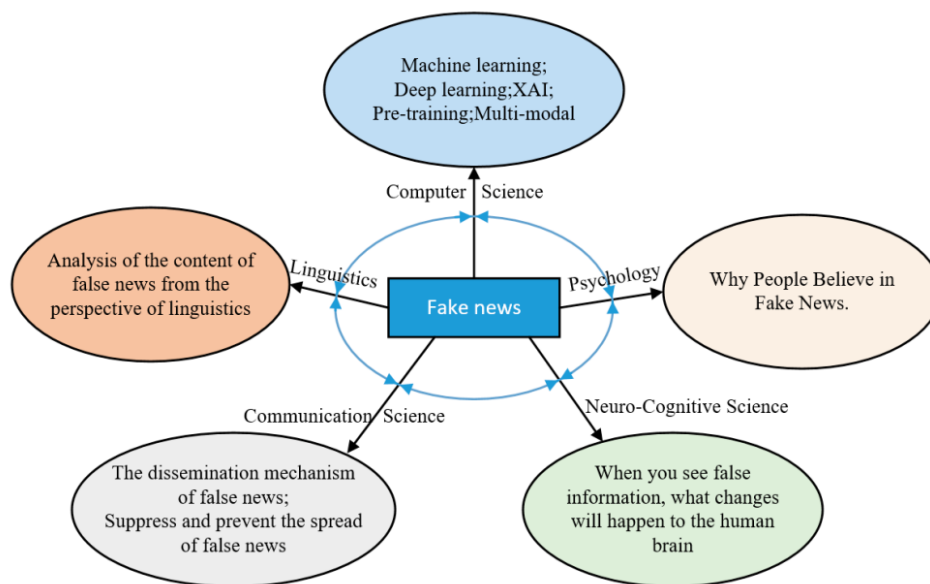 Machine learning;
Deep learning;XAI;
Pre-training;Multi-modal
Computer Science
Linguistics
Psychology
Analysis of the content of
false news from the
perspective of linguistics
Fake news
Why People Believe in
Fake News.
Communication Science
Neuro-Cognitive Science
The dissemination mechanism
of false news;
Suppress and prevent the spread
of false news
When you see false
information, what changes
will happen to the human
brain